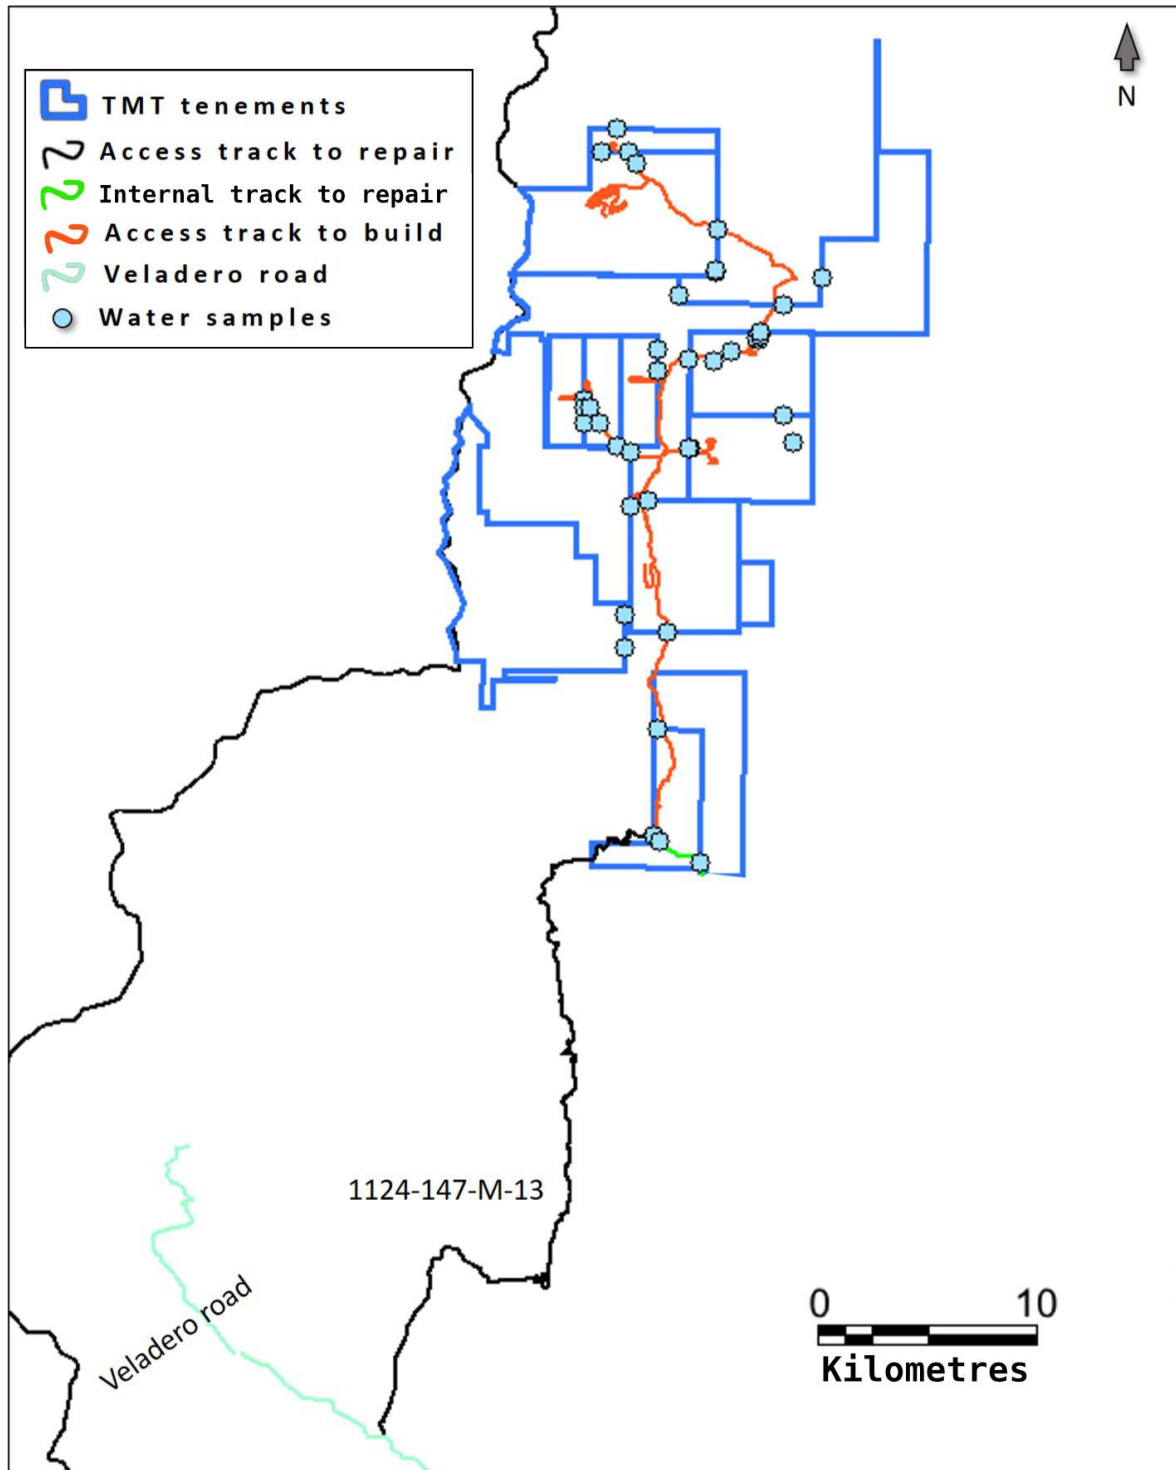 N
TMT tenements
Access track to repair
Internal track to repair
Access track to build
Veladero road
Water samples
1124-147-M-13
Veladero road
0 10
Kilometres